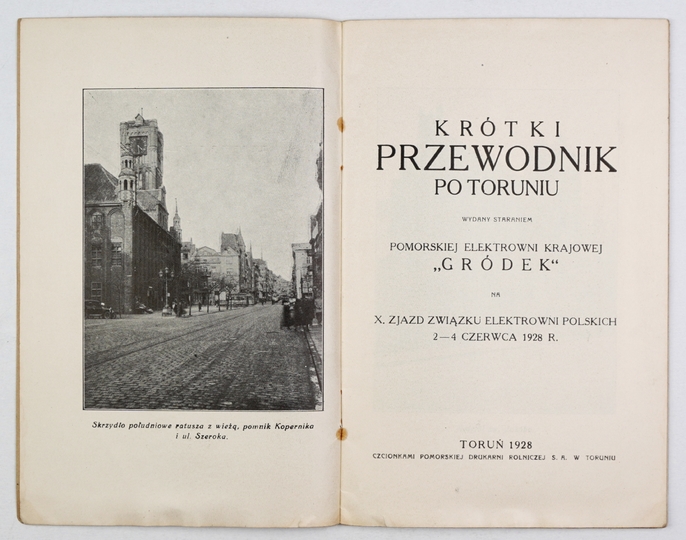 Skrzydło południowe ratusza z wieżą, pomnik Kopernika
i ul. Szeroka.
KRÓTKI
PRZEWODNIK
PO TORUNIU
WYDANY STARANIEM
POMORSKIEJ ELEKTROWNI KRAJOWEJ
„GRÓDEK“
NA
X. ZJAZD ZWIĄZKU ELEKTROWNI POLSKICH
2—4 CZERWCA 1928 R.
TORUŃ 1928
CZCIONKAMI POMORSKIEJ DRUKARNI ROLNICZEJ S. A. W TORUNIU